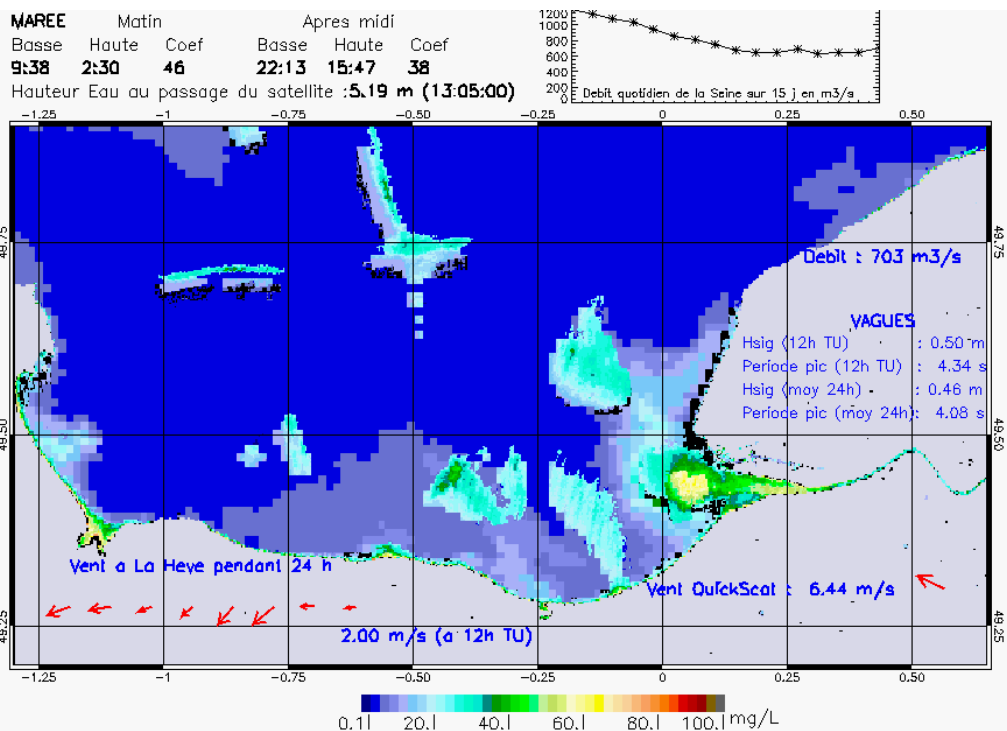 MAREE Matin Apres midi
Basse Haute Coef Basse Haute Coef
9:38 2:30 46 22:13 15:47 38
Hauteur Eau au passage du satellite :5.19 m (13:05:00)
1200
1000
800
600
400
200
0
Debit quotidien de la Seine sur 15 j en m3/s
-1.25 -1 -0.75 -0.50 -0.25 0 0.25 0.50
49.75 49.75
Debit : 703 m3/s
VAGUES
Hsig (12h TU) : 0.50 m
Periode pic (12h TU) : 4.34 s
Hsig (moy 24h) : 0.46 m
Periode pic (moy 24h): 4.08 s
49.50 49.50
Vent a La Heve pendant 24 h
Vent QuickScat : 6.44 m/s
2.00 m/s (a 12h TU)
49.25 49.25
-1.25 -1 -0.75 -0.50 -0.25 0 0.25 0.50
0.1 20.1 40.1 60.1 80.1 100.1 mg/L